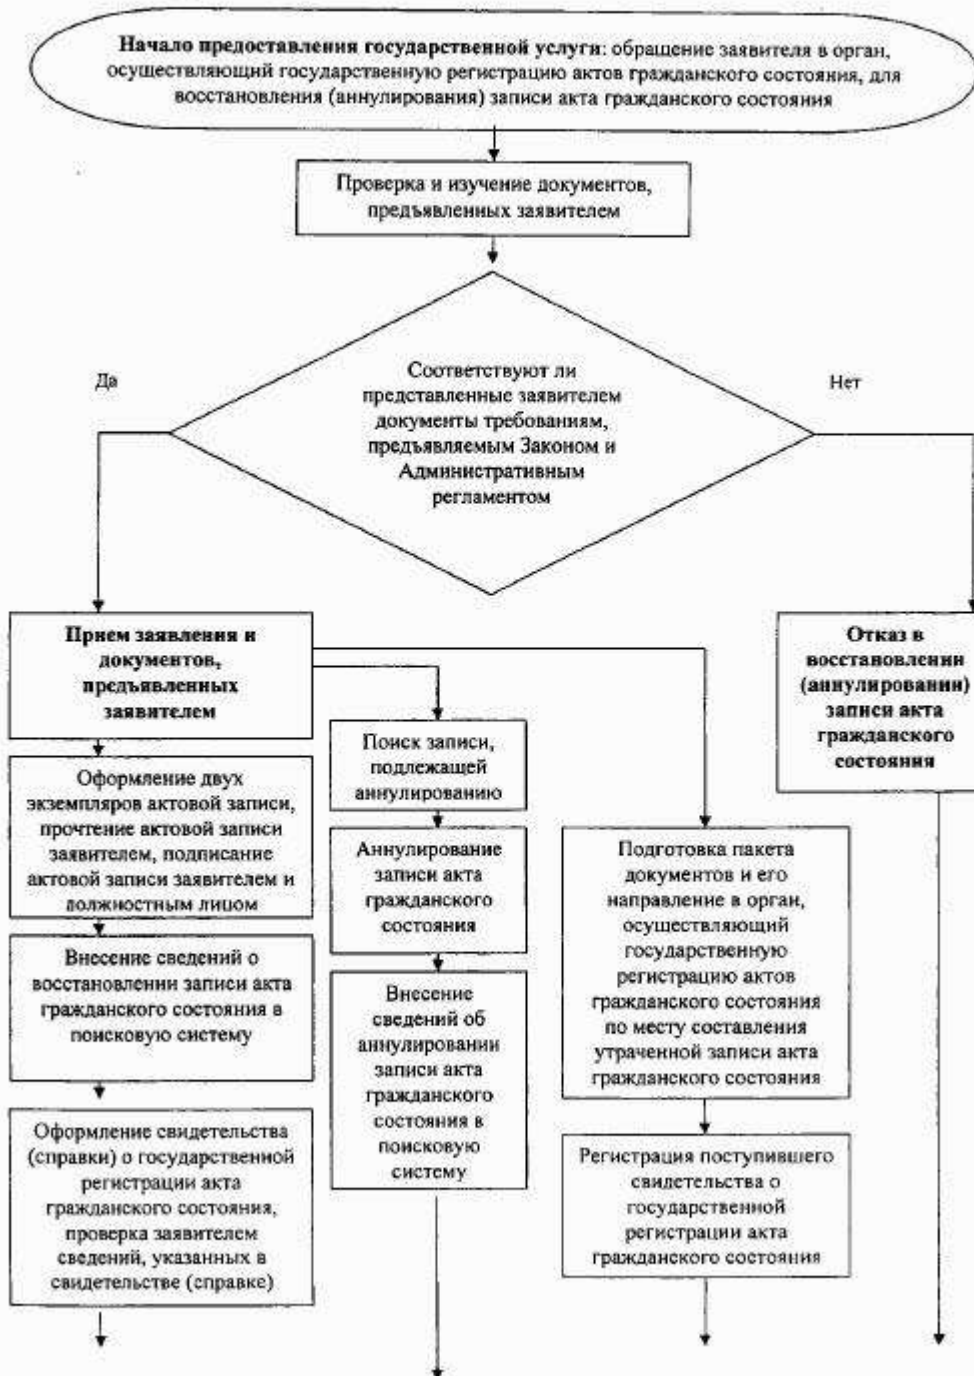 Начало предоставления государственной услуги: обращение заявителя в орган,
осуществляющий государственную регистрацию актов гражданского состояния, для
восстановления (аннулирования) записи акта гражданского состояния
Проверка и изучение документов,
предъявленных заявителем
Да
Соответствуют ли
представленные заявителем
документы требованиям,
предъявляемым Законом и
Административным
регламентом
Нет
Прием заявления и
документов,
предъявленных
заявителем
Оформление двух
экземпляров актовой записи,
прочтение актовой записи
заявителем, подписание
актовой записи заявителем и
должностным лицом
Внесение сведений о
восстановлении записи акта
гражданского состояния в
поисковую систему
Оформление свидетельства
(справки) о государственной
регистрации акта
гражданского состояния,
проверка заявителем
сведений, указанных в
свидетельстве (справке)
Поиск записи,
подлежащей
аннулированию
Аннулирование
записи акта
гражданского
состояния
Внесение
сведений об
аннулировании
записи акта
гражданского
состояния в
поисковую
систему
Подготовка пакета
документов и его
направление в орган,
осуществляющий
государственную
регистрацию актов
гражданского состояния
по месту составления
утраченной записи акта
гражданского состояния
Регистрация поступившего
свидетельства о
государственной
регистрации акта
гражданского состояния
Отказ в
восстановлении
(аннулировании)
записи акта
гражданского
состояния